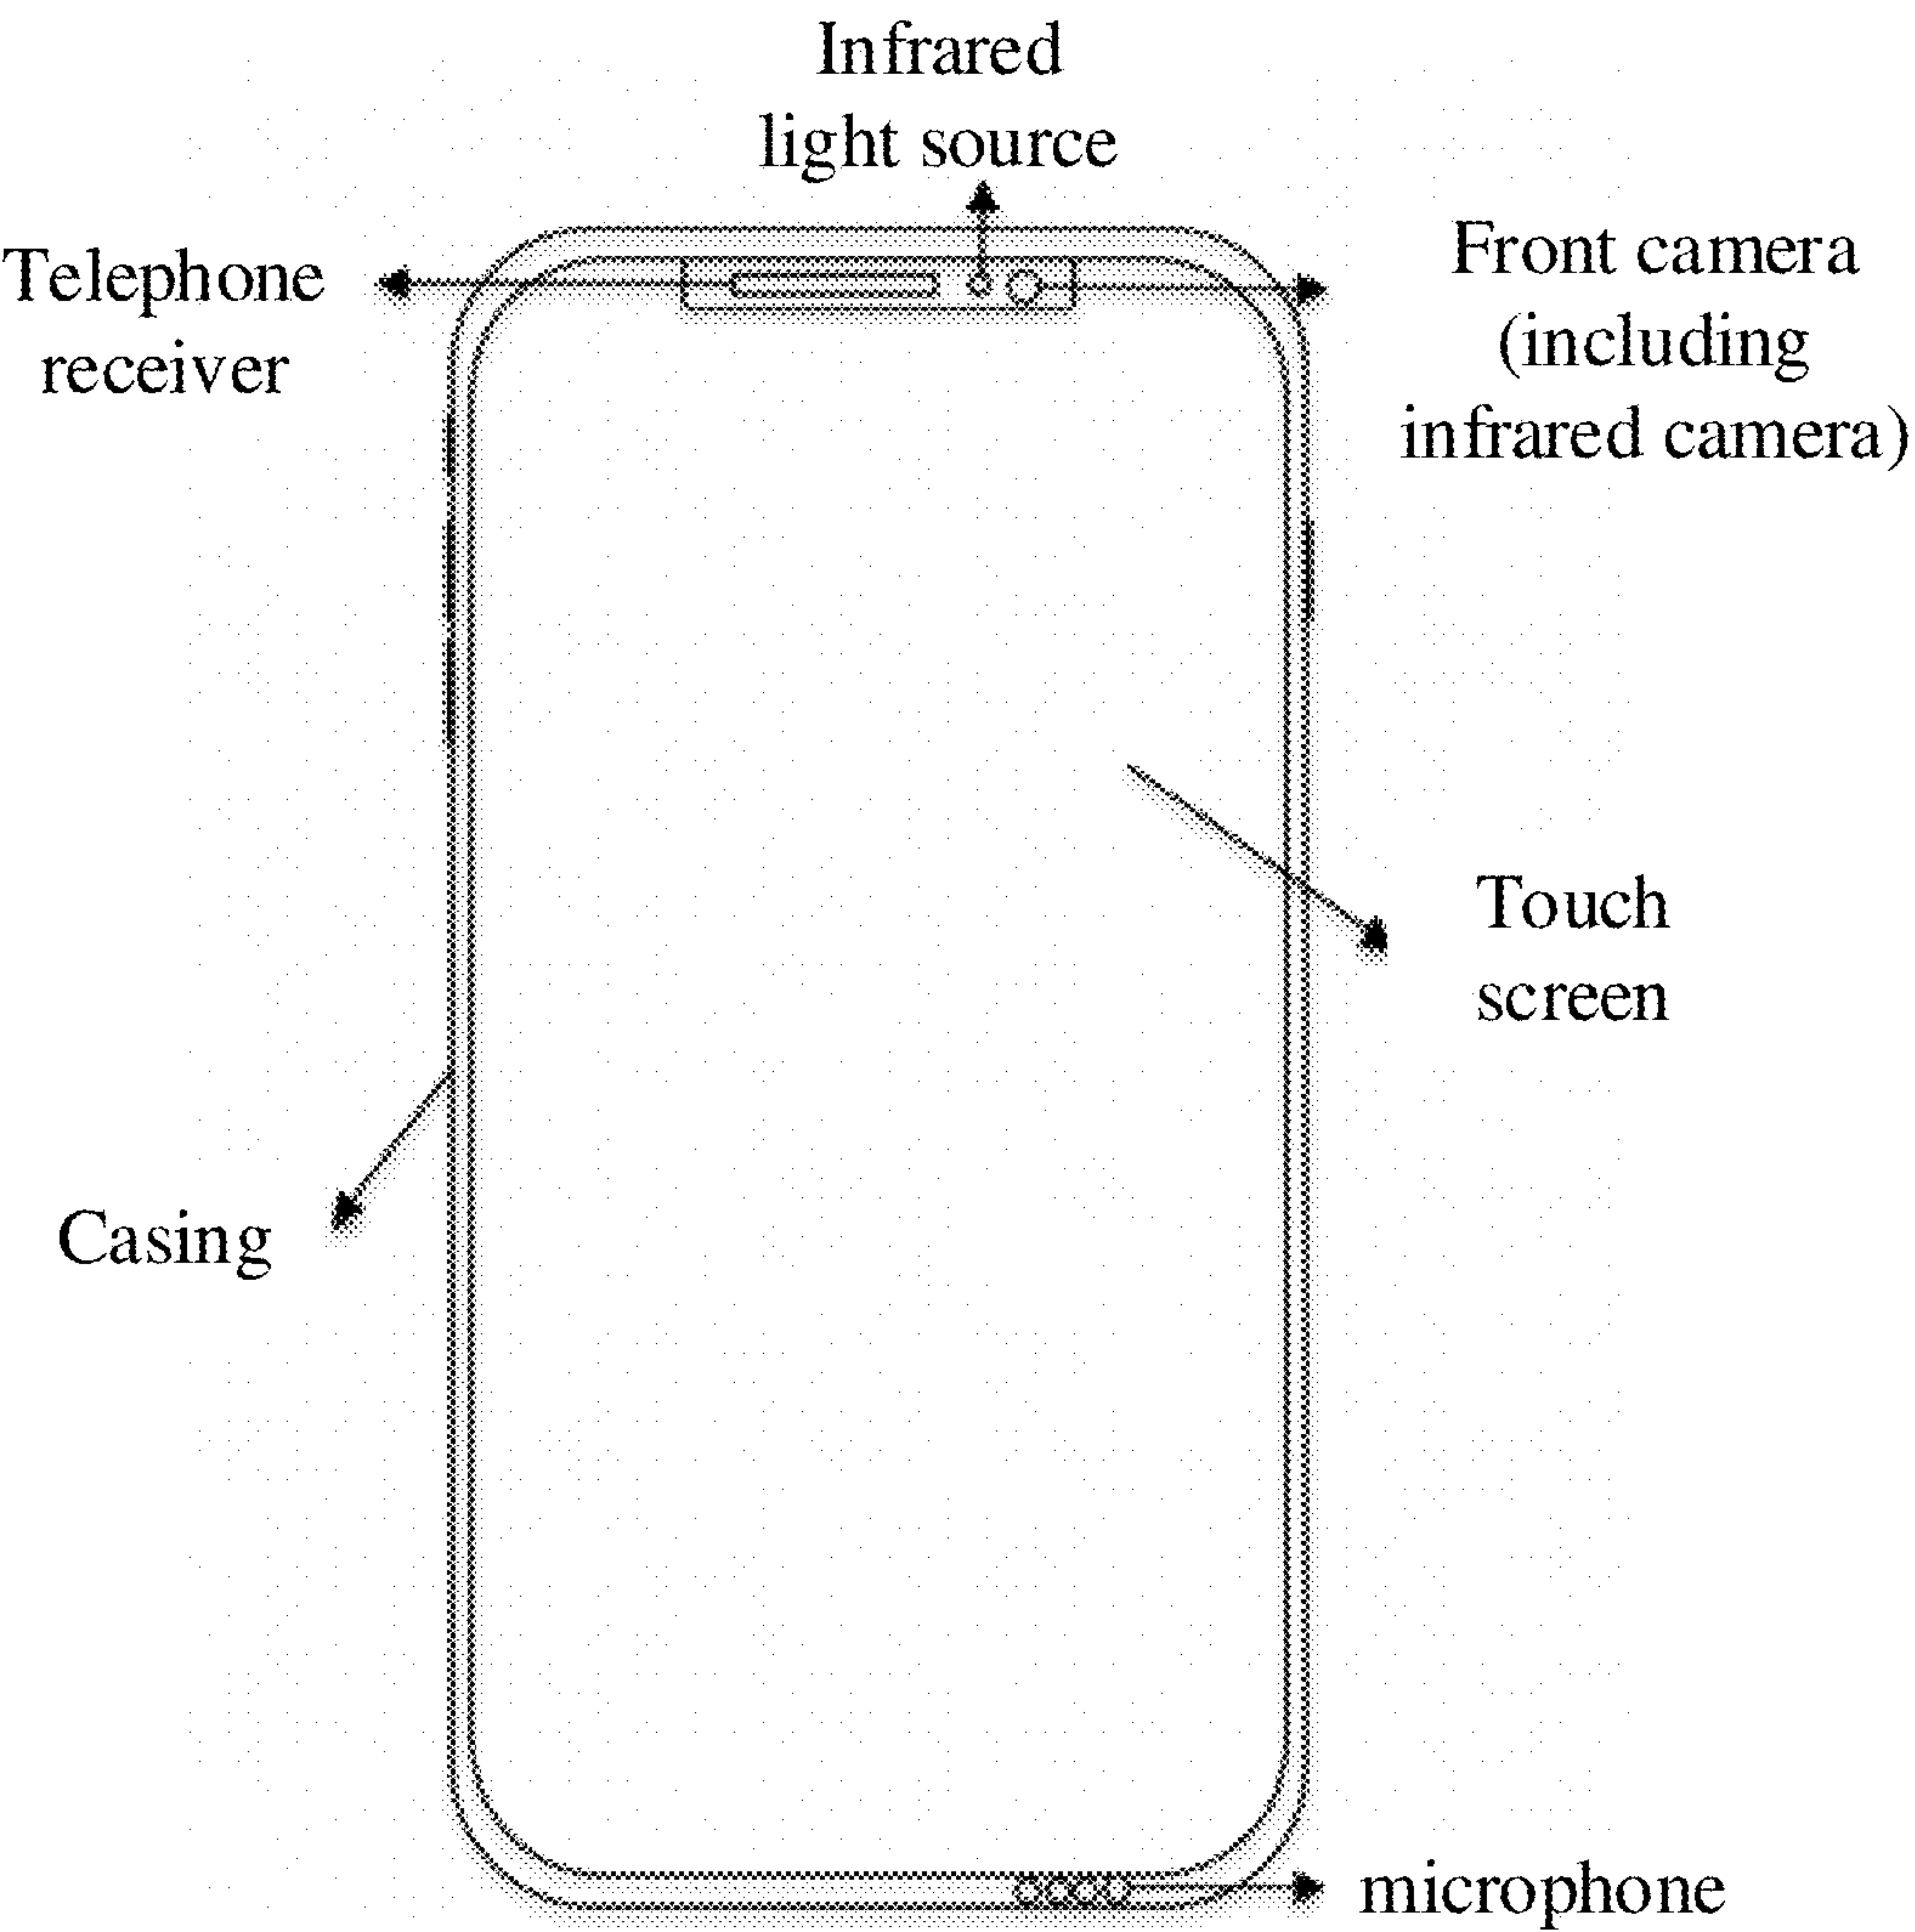 Infrared
light source
Telephone
receiver
Front camera
(including
infrared camera)
Touch
screen
Casing
microphone